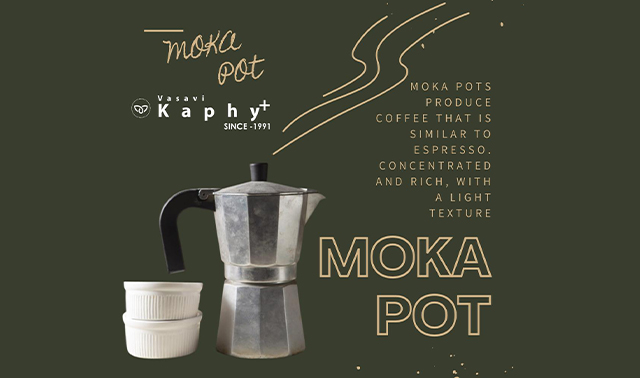 MOKA
POT
Vasavi
Kaphy+
SINCE -1991
MOKA POTS
PRODUCE
COFFEE THAT IS
SIMILAR TO
ESPRESSO.
CONCENTRATED
AND RICH, WITH
A LIGHT
TEXTURE
MOKA
POT